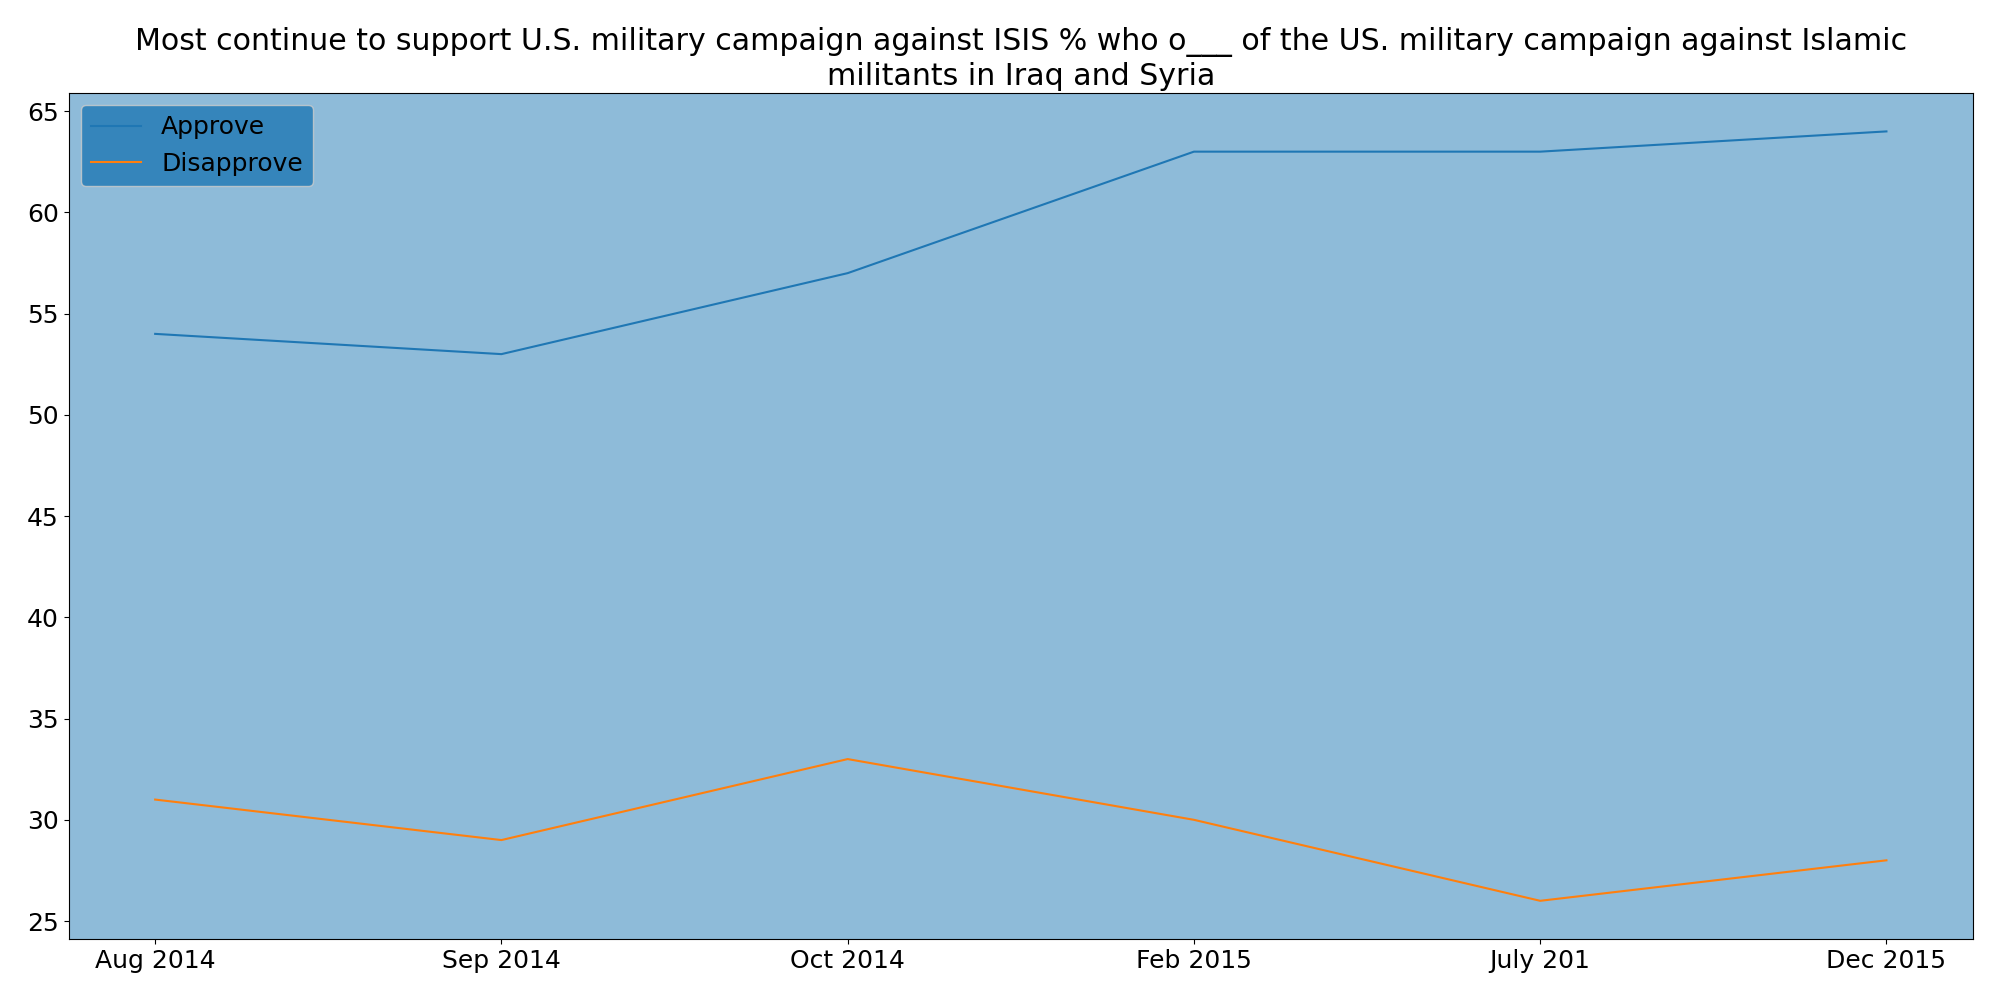 Most continue to support U.S. military campaign against ISIS % who o___ of the US. military campaign against Islamic
militants in Iraq and Syria
65
Approve
Disapprove
60
55
50
45
40
35
30
25
Aug 2014 Sep 2014 Oct 2014 Feb 2015 July 201 Dec 2015